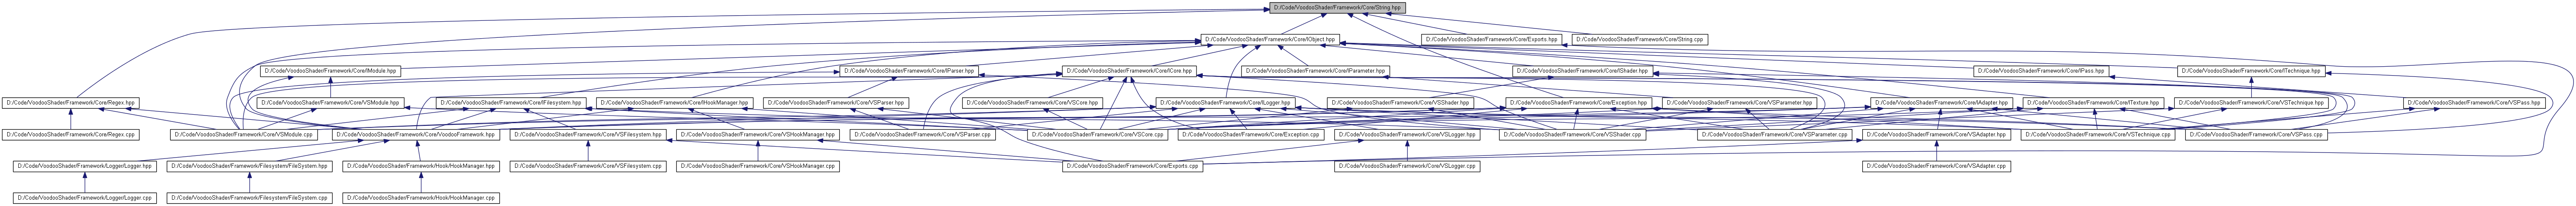 D:/Code/VoodooShader/Framework/Core/String.hpp
D:/Code/VoodooShader/Framework/Core/IObject.hpp
D:/Code/VoodooShader/Framework/Core/Exports.hpp
D:/Code/VoodooShader/Framework/Core/String.cpp
D:/Code/VoodooShader/Framework/Core/IModule.hpp
D:/Code/VoodooShader/Framework/Core/IParser.hpp
D:/Code/VoodooShader/Framework/Core/ICore.hpp
D:/Code/VoodooShader/Framework/Core/IParameter.hpp
D:/Code/VoodooShader/Framework/Core/IShader.hpp
D:/Code/VoodooShader/Framework/Core/IPass.hpp
D:/Code/VoodooShader/Framework/Core/ITechnique.hpp
D:/Code/VoodooShader/Framework/Core/Regex.hpp
D:/Code/VoodooShader/Framework/Core/VSModule.hpp
D:/Code/VoodooShader/Framework/Core/IFilesystem.hpp
D:/Code/VoodooShader/Framework/Core/IHookManager.hpp
D:/Code/VoodooShader/Framework/Core/VSParser.hpp
D:/Code/VoodooShader/Framework/Core/VSCore.hpp
D:/Code/VoodooShader/Framework/Core/ILogger.hpp
D:/Code/VoodooShader/Framework/Core/VSShader.hpp
D:/Code/VoodooShader/Framework/Core/Exception.hpp
D:/Code/VoodooShader/Framework/Core/VSParameter.hpp
D:/Code/VoodooShader/Framework/Core/IAdapter.hpp
D:/Code/VoodooShader/Framework/Core/ITexture.hpp
D:/Code/VoodooShader/Framework/Core/VSTechnique.hpp
D:/Code/VoodooShader/Framework/Core/VSPass.hpp
D:/Code/VoodooShader/Framework/Core/Regex.cpp
D:/Code/VoodooShader/Framework/Core/VSModule.cpp
D:/Code/VoodooShader/Framework/Core/VoodooFramework.hpp
D:/Code/VoodooShader/Framework/Core/VSFilesystem.hpp
D:/Code/VoodooShader/Framework/Core/VSHookManager.hpp
D:/Code/VoodooShader/Framework/Core/VSParser.cpp
D:/Code/VoodooShader/Framework/Core/VSCore.cpp
D:/Code/VoodooShader/Framework/Core/Exception.cpp
D:/Code/VoodooShader/Framework/Core/VSLogger.hpp
D:/Code/VoodooShader/Framework/Core/VSShader.cpp
D:/Code/VoodooShader/Framework/Core/VSParameter.cpp
D:/Code/VoodooShader/Framework/Core/VSAdapter.hpp
D:/Code/VoodooShader/Framework/Core/VSTechnique.cpp
D:/Code/VoodooShader/Framework/Core/VSPass.cpp
D:/Code/VoodooShader/Framework/Logger/Logger.hpp
D:/Code/VoodooShader/Framework/Filesystem/FileSystem.hpp
D:/Code/VoodooShader/Framework/Hook/HookManager.hpp
D:/Code/VoodooShader/Framework/Core/VSFilesystem.cpp
D:/Code/VoodooShader/Framework/Core/VSHookManager.cpp
D:/Code/VoodooShader/Framework/Core/Exports.cpp
D:/Code/VoodooShader/Framework/Core/VSLogger.cpp
D:/Code/VoodooShader/Framework/Core/VSAdapter.cpp
D:/Code/VoodooShader/Framework/Logger/Logger.cpp
D:/Code/VoodooShader/Framework/Filesystem/FileSystem.cpp
D:/Code/VoodooShader/Framework/Hook/HookManager.cpp